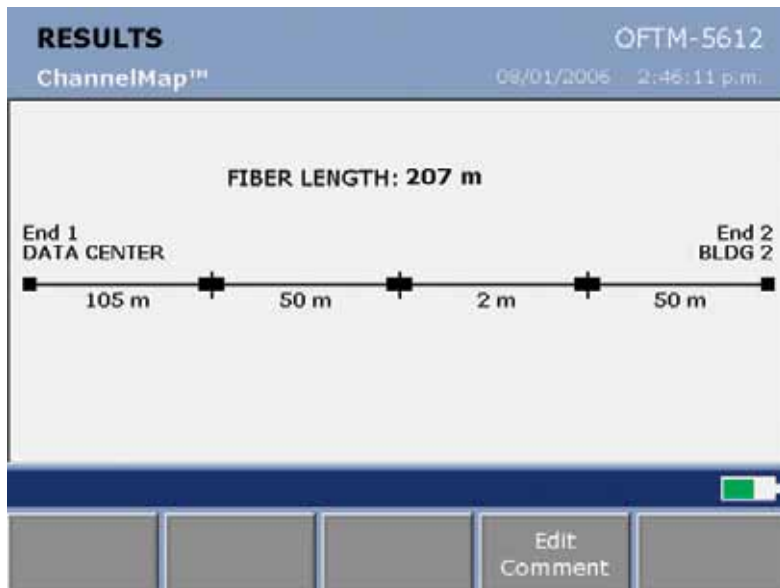 RESULTS
OFTM-5612
ChannelMap™
08/01/2006 2:46:11 p.m.
FIBER LENGTH: 207 m
End 1
DATA CENTER
End 2
BLDG 2
105 m
50 m
2 m
50 m
Edit
Comment